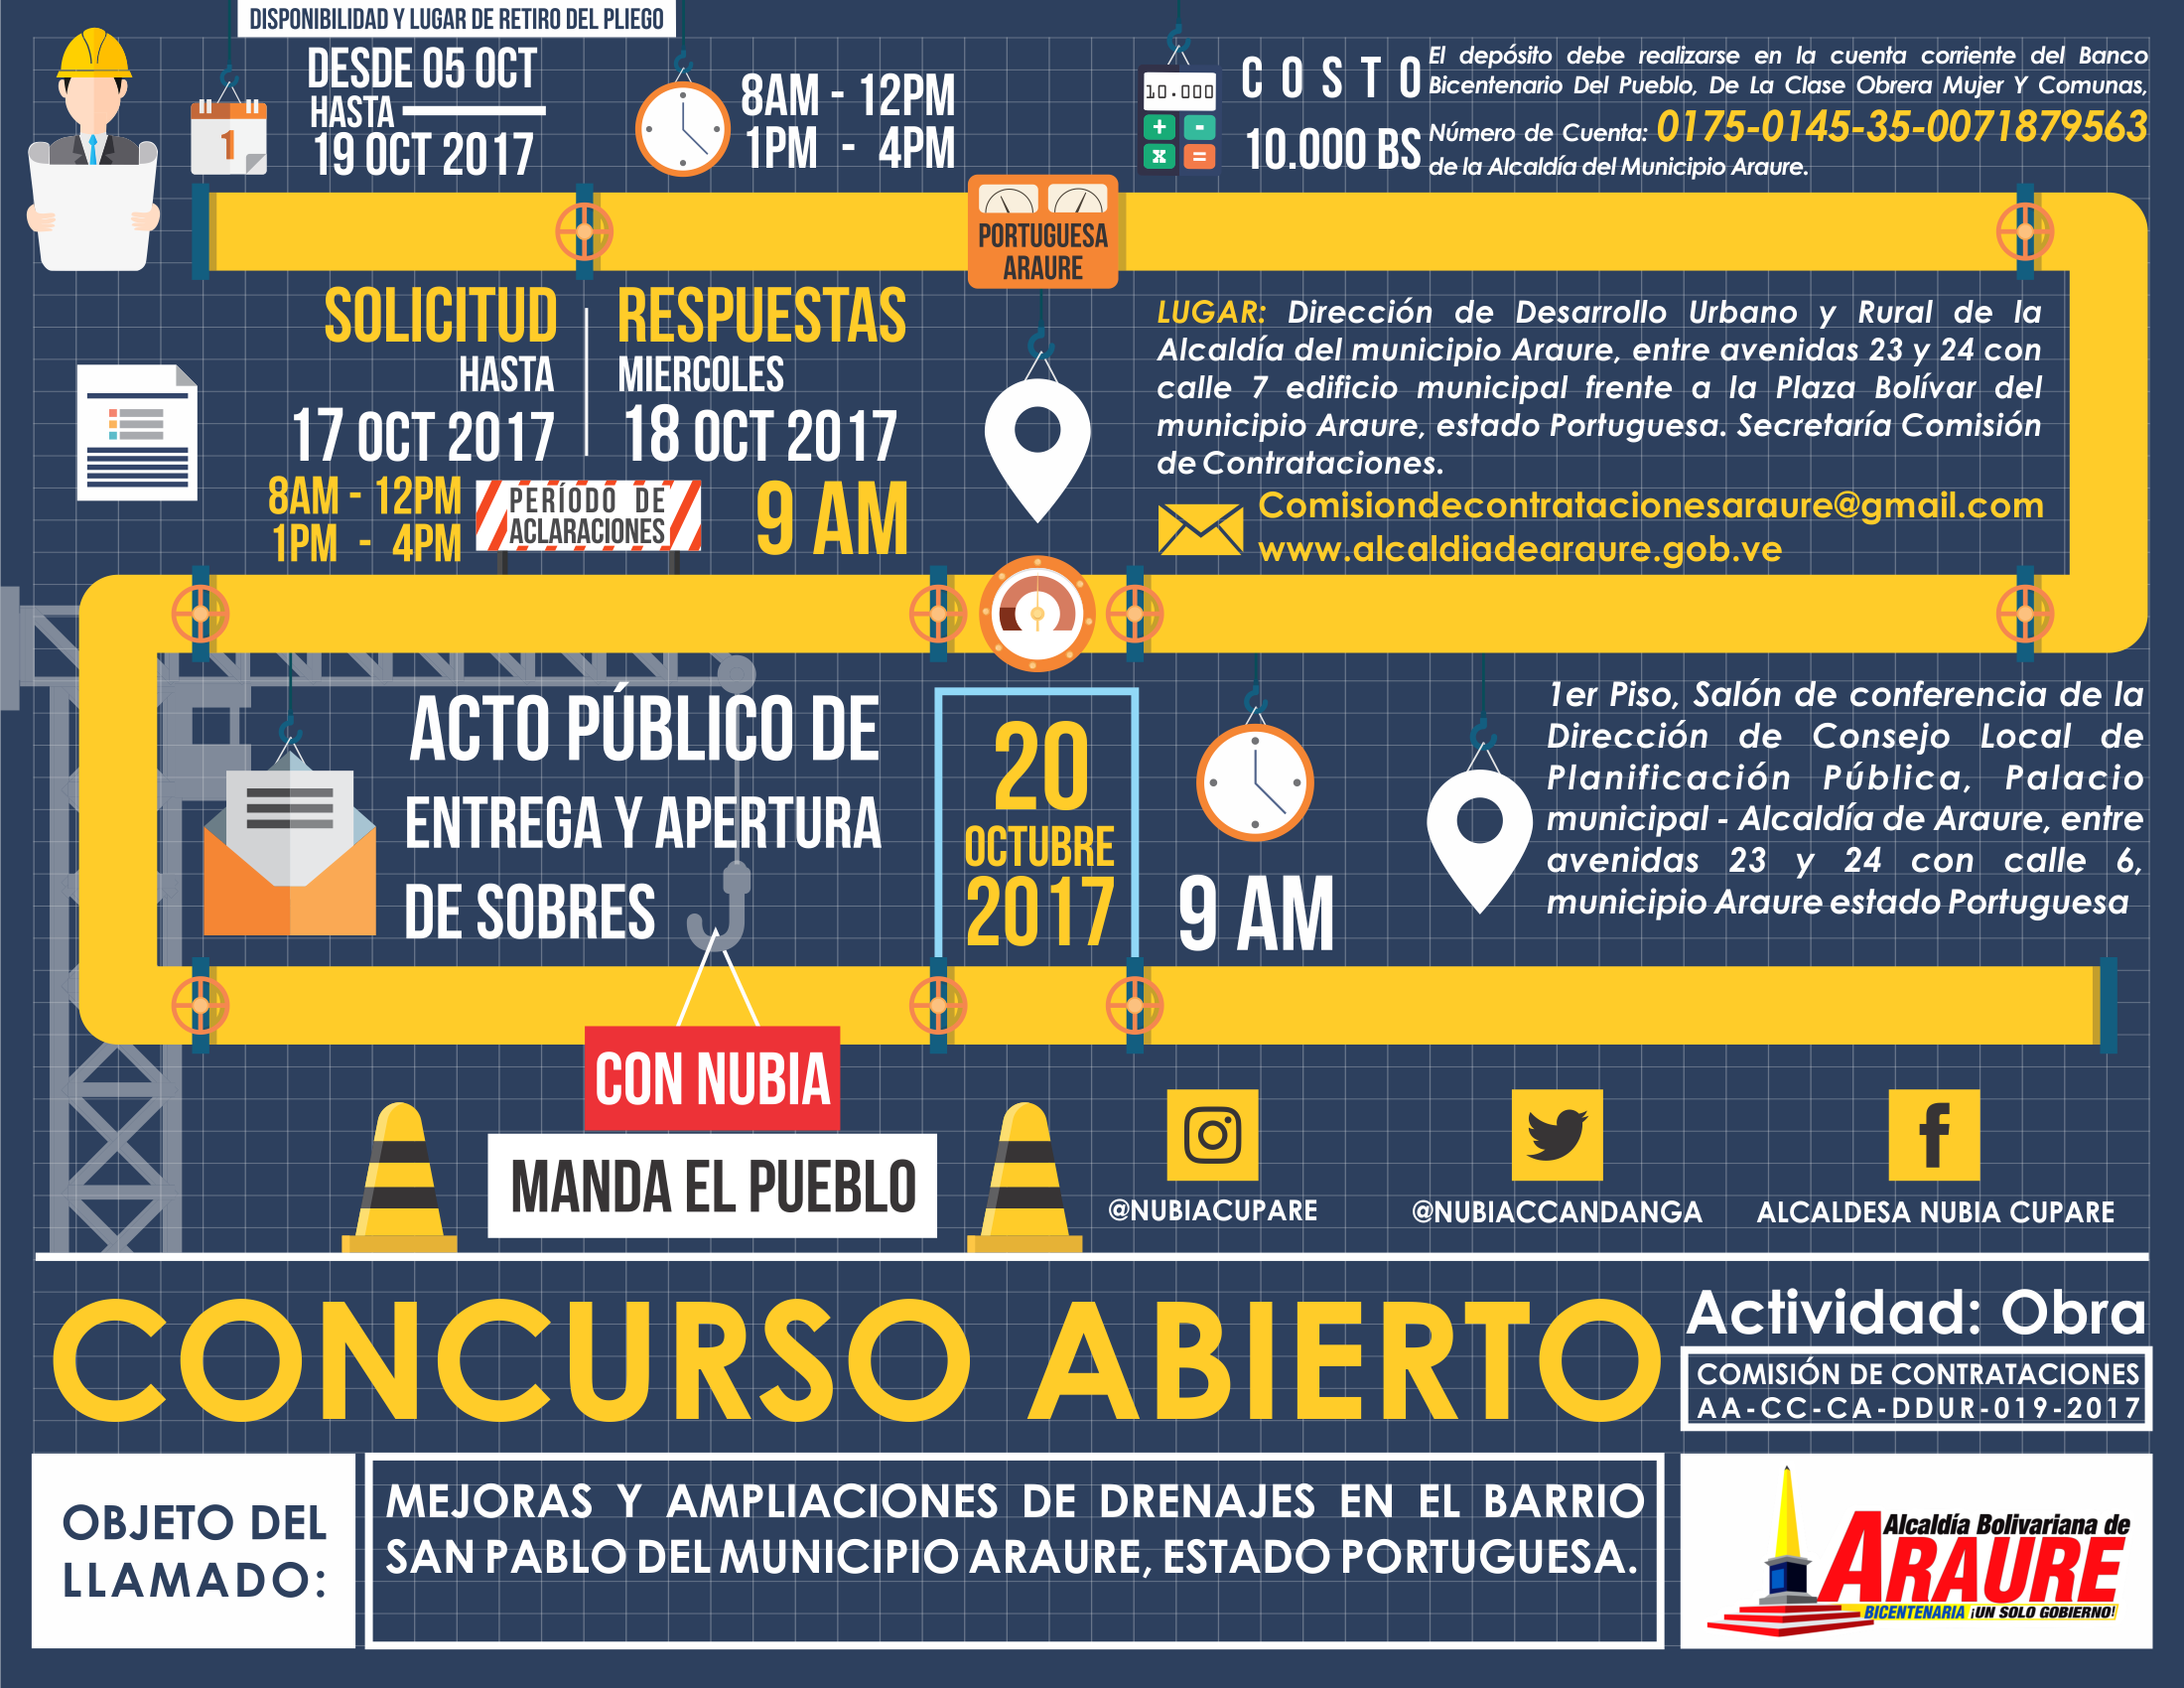 DISPONIBILIDAD Y LUGAR DE RETIRO DEL PLIEGO
DESDE 05 OCT
HASTA
19 OCT 2017
1
8AM - 12PM
1PM - 4PM
10.000
+ -
x =
COSTO
10.000 BS
El depósito debe realizarse en la cuenta corriente del Banco
Bicentenario Del Pueblo, De La Clase Obrera Mujer Y Comunas,
Número de Cuenta: 0175-0145-35-0071879563
de la Alcaldía del Municipio Araure.
PORTUGUESA
ARAURE
SOLICITUD
HASTA
17 OCT 2017
8AM - 12PM
1PM - 4PM
RESPUESTAS
MIERCOLES
18 OCT 2017
9 AM
PERÍODO DE
ACLARACIONES
LUGAR: Dirección de Desarrollo Urbano y Rural de la
Alcaldía del municipio Araure, entre avenidas 23 y 24 con
calle 7 edificio municipal frente a la Plaza Bolívar del
municipio Araure, estado Portuguesa. Secretaría Comisión
de Contrataciones.
Comisiondecontratacionesaraure@gmail.com
www.alcaldiadearaure.gob.ve
ACTO PÚBLICO DE
ENTREGA Y APERTURA
DE SOBRES
20
OCTUBRE
2017
9 AM
1er Piso, Salón de conferencia de la
Dirección de Consejo Local de
Planificación Pública, Palacio
municipal - Alcaldía de Araure, entre
avenidas 23 y 24 con calle 6,
municipio Araure estado Portuguesa
CON NUBIA
MANDA EL PUEBLO
@NUBIACUPARE
@NUBIACCANDANGA
ALCALDESA NUBIA CUPARE
CONCURSO ABIERTO
Actividad: Obra
COMISIÓN DE CONTRATACIONES
AA-CC-CA-DDUR-019-2017
OBJETO DEL
LLAMADO:
MEJORAS Y AMPLIACIONES DE DRENAJES EN EL BARRIO
SAN PABLO DEL MUNICIPIO ARAURE, ESTADO PORTUGUESA.
Alcaldía Bolivariana de
ARAURE
BICENTENARIA ¡UN SOLO GOBIERNO!